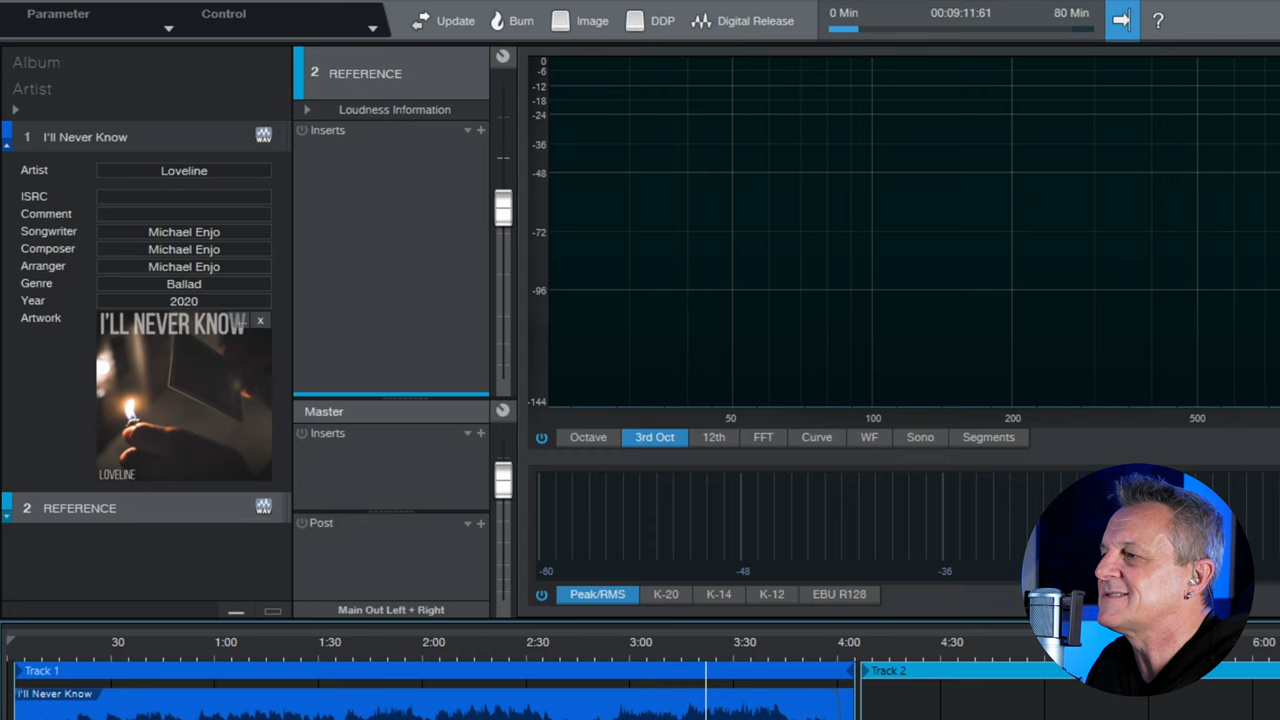 Parameter
Control
Update
Burn
Image
DDP
Digital Release
0 Min
00:09:11:61
80 Min
?
Album
Artist
1 I'll Never Know
WAV
Artist Loveline
ISRC
Comment
Songwriter Michael Enjo
Composer Michael Enjo
Arranger Michael Enjo
Genre Ballad
Year 2020
Artwork
I'LL NEVER KNOW
... x
LOVELINE
2 REFERENCE
WAV
2 REFERENCE
Loudness Information
Inserts
Master
Inserts
Post
Main Out Left + Right
0
-6
-12
-18
-24
-36
-48
-72
-96
-144
50 100 200 500
Octave 3rd Oct 12th FFT Curve WF Sono Segments
-60 -48 -36
Peak/RMS K-20 K-14 K-12 EBU R128
30 1:00 1:30 2:00 2:30 3:00 3:30 4:00 4:30 6:00
Track 1
Track 2
I'll Never Know